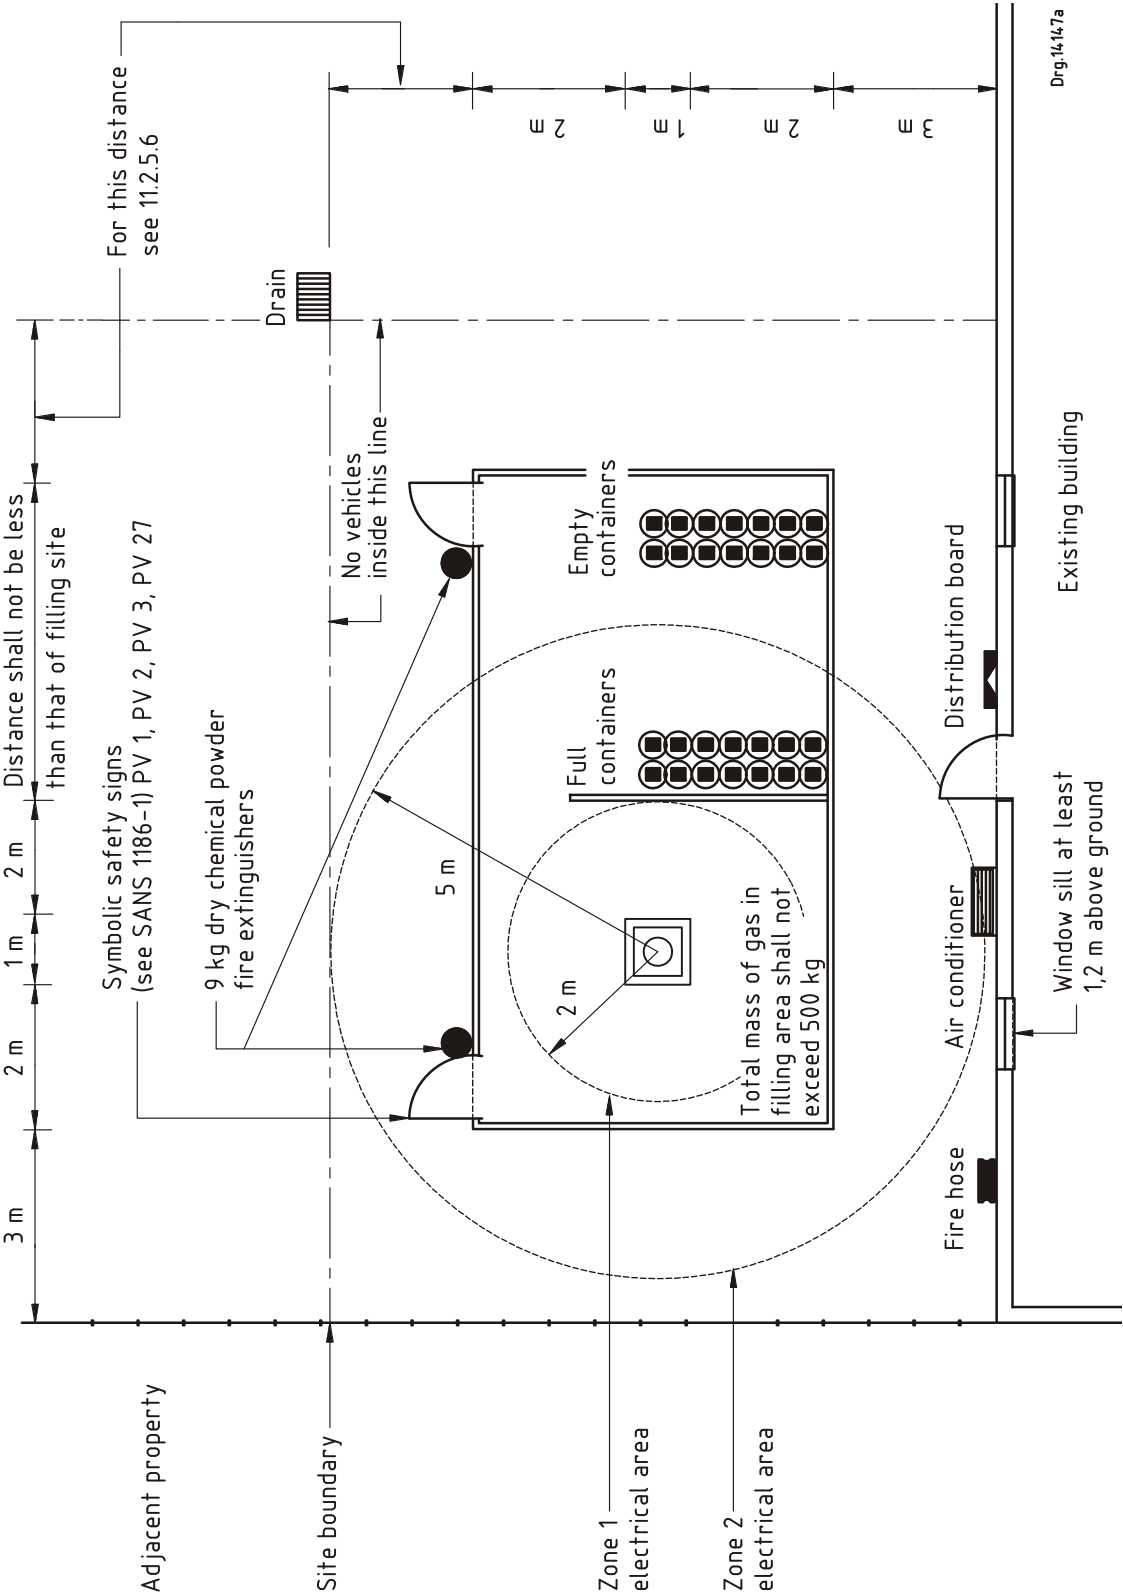 Adjacent property
Site boundary
Zone 1
electrical area
Zone 2
electrical area
3 m
2 m
1 m
2 m
Distance shall not be less
than that of filling site
Symbolic safety signs
(see SANS 1186-1) PV 1, PV 2, PV 3, PV 27
9 kg dry chemical powder
fire extinguishers
For this distance
see 11.2.5.6
Drain
No vehicles
inside this line
5 m
2 m
Full
containers
Empty
containers
Total mass of gas in
filling area shall not
exceed 500 kg
2 m
1 m
2 m
3 m
Fire hose
Air conditioner
Distribution board
Window sill at least
1,2 m above ground
Existing building
Drg.14147a